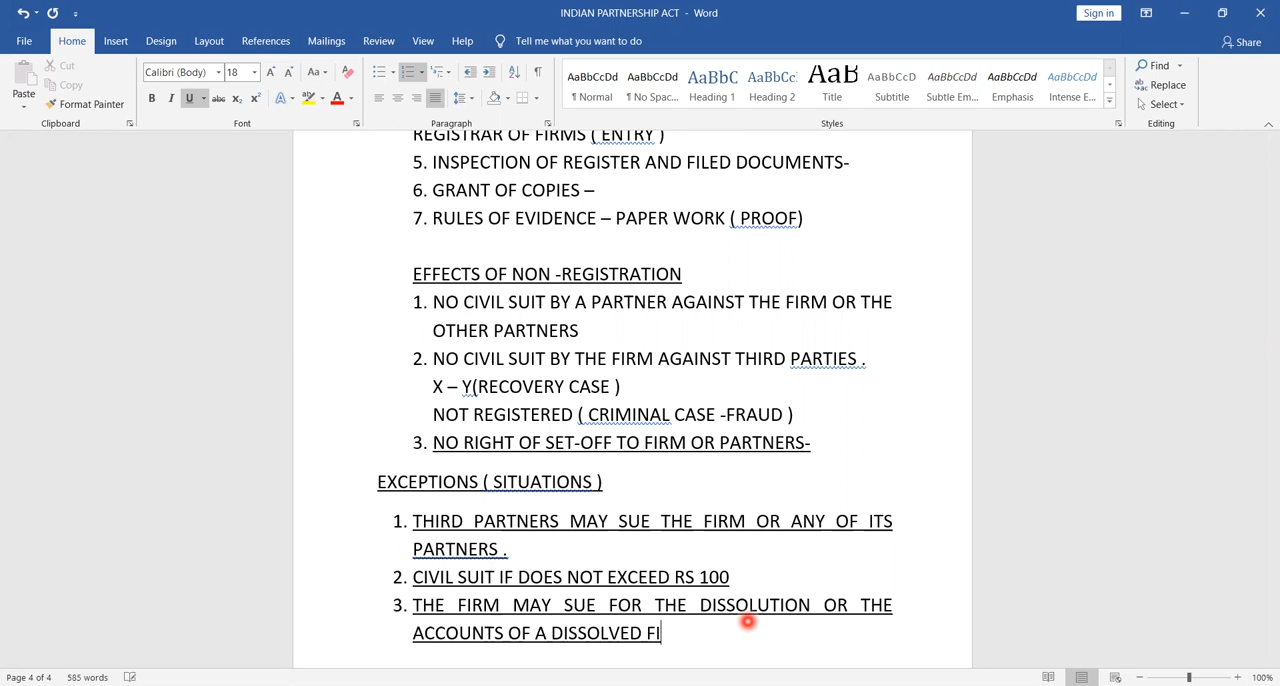 INDIAN PARTNERSHIP ACT - Word
Sign in
File Home Insert Design Layout References Mailings Review View Help Tell me what you want to do Share
Paste
Cut
Copy
Format Painter
Clipboard
Calibri (Body) 18 A A Aa
B I U abc x₂ x² A A
Font
Paragraph
AaBbCcDd AaBbCcDd AaBbC AaBbCc AaB AaBbCcD AaBbCcDd AaBbCcDd AaBbCcDd
¶ Normal ¶ No Spac... Heading 1 Heading 2 Title Subtitle Subtle Em... Emphasis Intense E...
Styles
Find
Replace
Select
Editing
REGISTRAR OF FIRMS ( ENTRY )
5. INSPECTION OF REGISTER AND FILED DOCUMENTS-
6. GRANT OF COPIES –
7. RULES OF EVIDENCE – PAPER WORK ( PROOF)
EFFECTS OF NON -REGISTRATION
1. NO CIVIL SUIT BY A PARTNER AGAINST THE FIRM OR THE
OTHER PARTNERS
2. NO CIVIL SUIT BY THE FIRM AGAINST THIRD PARTIES .
X – Y(RECOVERY CASE )
NOT REGISTERED ( CRIMINAL CASE -FRAUD )
3. NO RIGHT OF SET-OFF TO FIRM OR PARTNERS-
EXCEPTIONS ( SITUATIONS )
1. THIRD PARTNERS MAY SUE THE FIRM OR ANY OF ITS
PARTNERS .
2. CIVIL SUIT IF DOES NOT EXCEED RS 100
3. THE FIRM MAY SUE FOR THE DISSOLUTION OR THE
ACCOUNTS OF A DISSOLVED FI
Page 4 of 4 585 words 100%